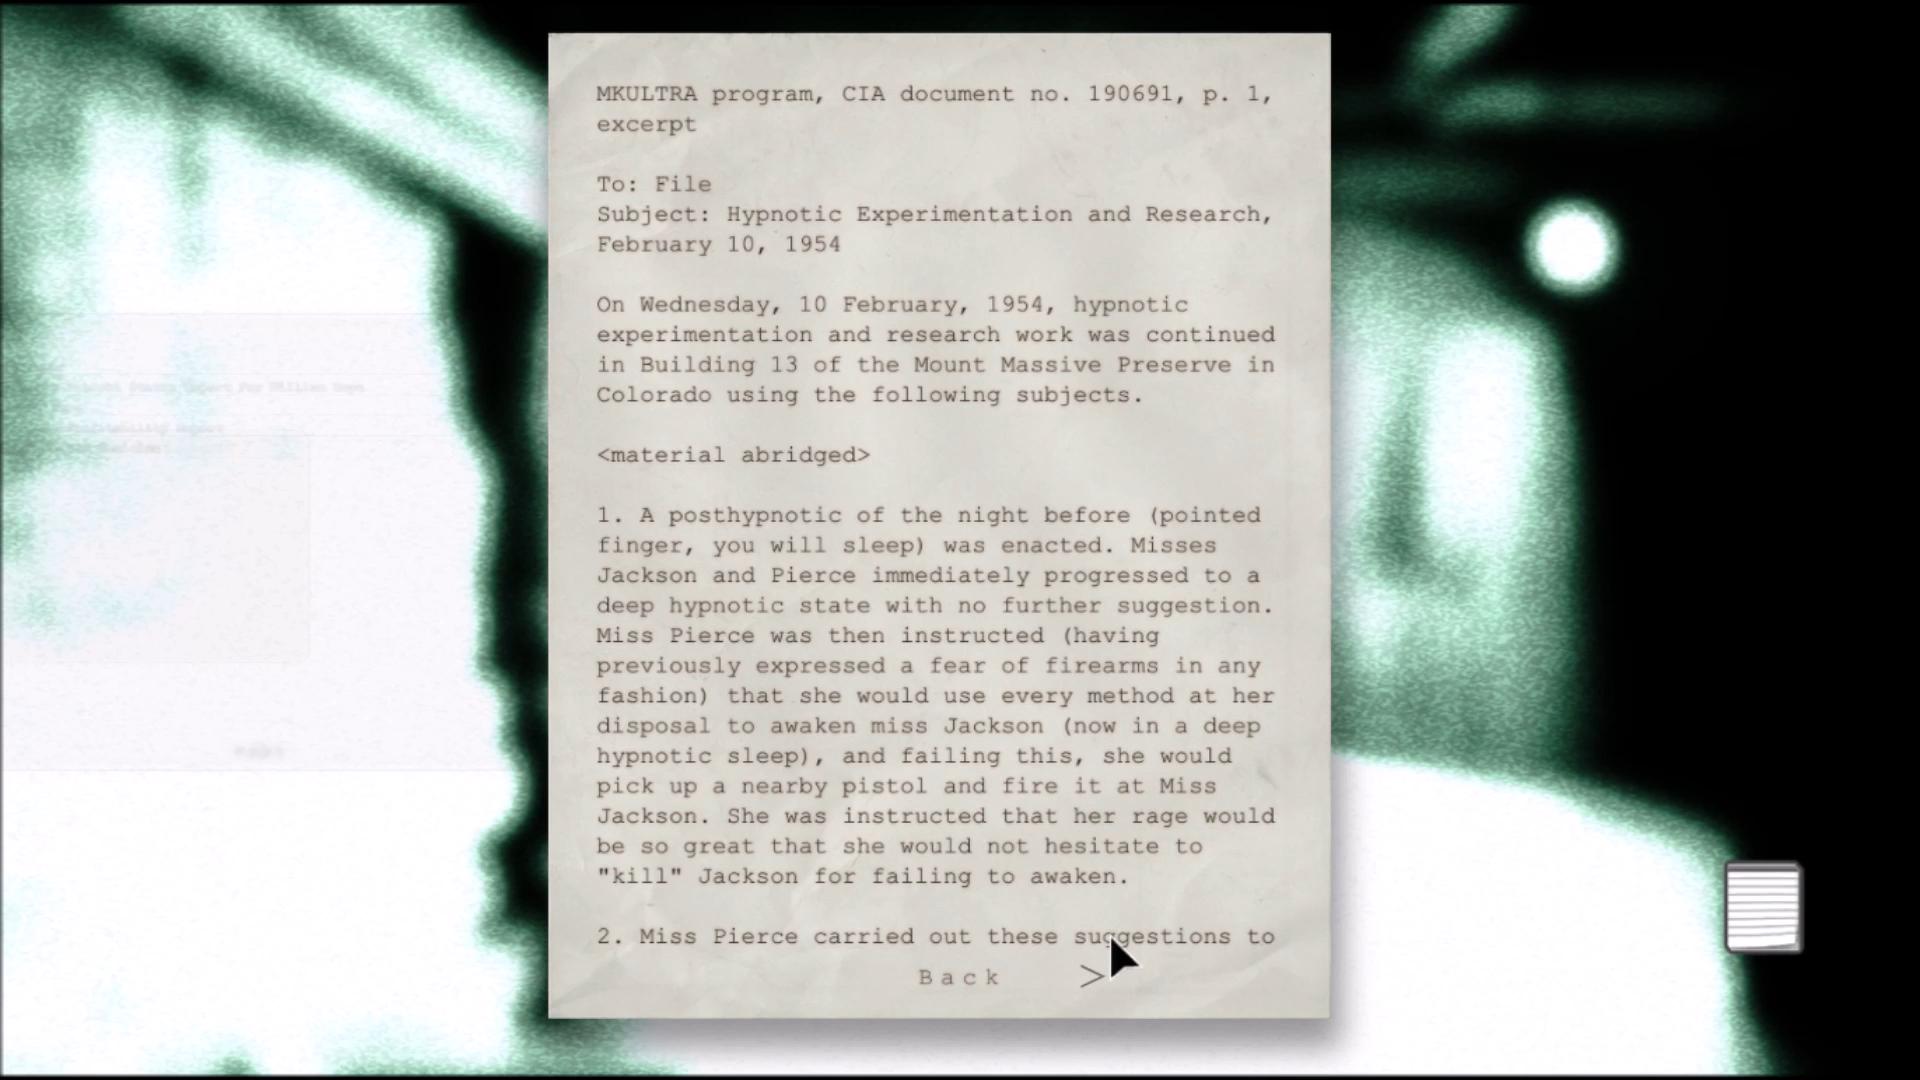 MKULTRA program, CIA document no. 190691, p. 1,
excerpt
To: File
Subject: Hypnotic Experimentation and Research,
February 10, 1954
On Wednesday, 10 February, 1954, hypnotic
experimentation and research work was continued
in Building 13 of the Mount Massive Preserve in
Colorado using the following subjects.
<material abridged>
1. A posthypnotic of the night before (pointed
finger, you will sleep) was enacted. Misses
Jackson and Pierce immediately progressed to a
deep hypnotic state with no further suggestion.
Miss Pierce was then instructed (having
previously expressed a fear of firearms in any
fashion) that she would use every method at her
disposal to awaken miss Jackson (now in a deep
hypnotic sleep), and failing this, she would
pick up a nearby pistol and fire it at Miss
Jackson. She was instructed that her rage would
be so great that she would not hesitate to
"kill" Jackson for failing to awaken.
2. Miss Pierce carried out these suggestions to
Back >